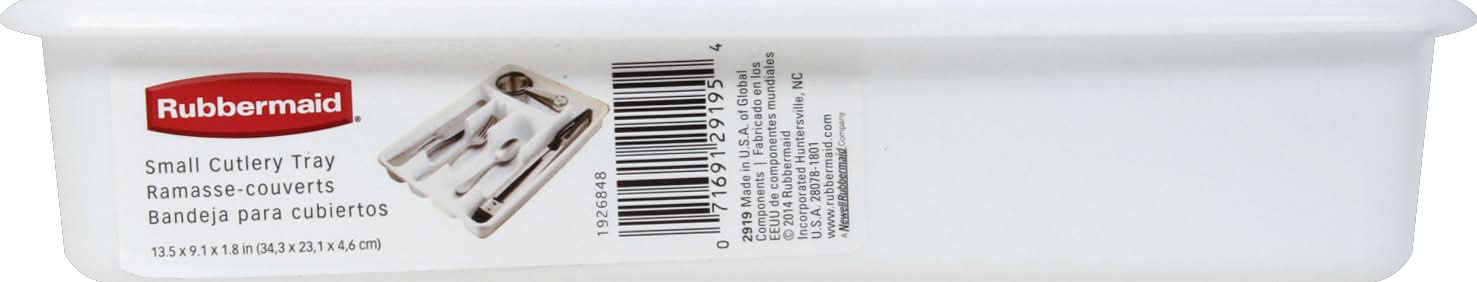 Rubbermaid®
Small Cutlery Tray
Ramasse-couverts
Bandeja para cubiertos
13.5 x 9.1 x 1.8 in (34,3 x 23,1 x 4,6 cm)
1926848
0 71691 29195 4
2919 Made in U.S.A. of Global
Components | Fabricado en los
EEUU de componentes mundiales
© 2014 Rubbermaid
Incorporated Huntersville, NC
U.S.A. 28078-1801
www.rubbermaid.com
A NewellRubbermaid Company